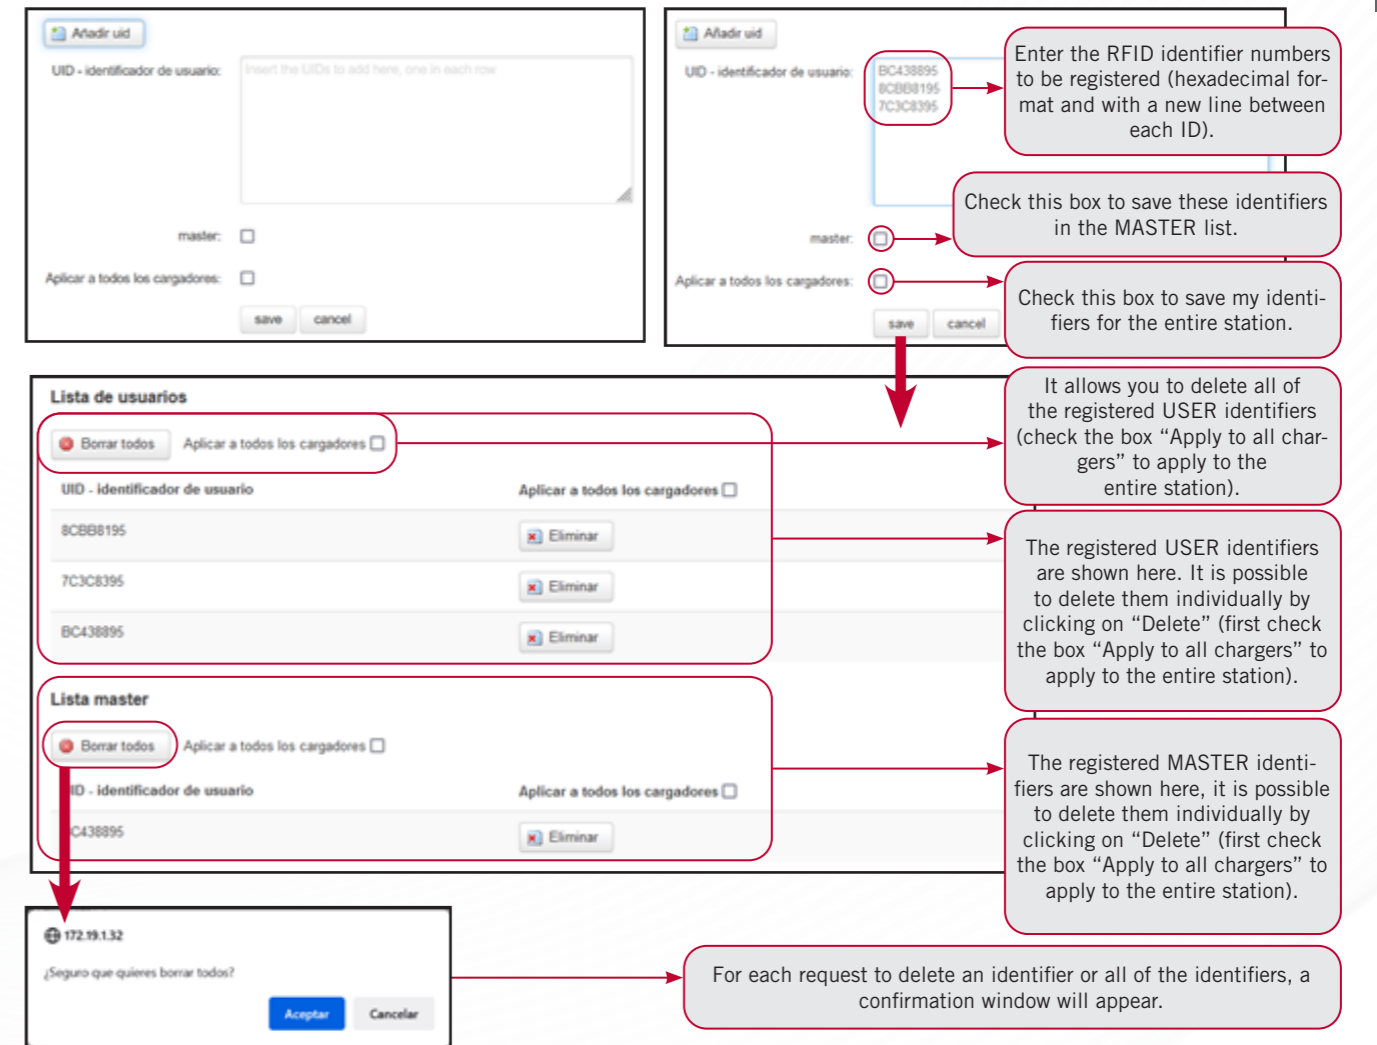 Añadir uid
UID - identificador de usuario:
Insert the UIDs to add here, one in each row
master:
Aplicar a todos los cargadores:
save cancel
Añadir uid
UID - identificador de usuario:
BC438895
8CBB8195
7C3C8395
master:
Aplicar a todos los cargadores:
save cancel
Enter the RFID identifier numbers
to be registered (hexadecimal for-
mat and with a new line between
each ID).
Check this box to save these identifiers
in the MASTER list.
Check this box to save my identi-
fiers for the entire station.
Lista de usuarios
Borrar todos Aplicar a todos los cargadores
UID - identificador de usuario Aplicar a todos los cargadores
8CBB8195 Eliminar
7C3C8395 Eliminar
BC438895 Eliminar
It allows you to delete all of
the registered USER identifiers
(check the box “Apply to all char-
gers” to apply to the
entire station).
The registered USER identifiers
are shown here. It is possible
to delete them individually by
clicking on “Delete” (first check
the box “Apply to all chargers” to
apply to the entire station).
Lista master
Borrar todos Aplicar a todos los cargadores
ID - identificador de usuario Aplicar a todos los cargadores
C438895 Eliminar
The registered MASTER identi-
fiers are shown here, it is possible
to delete them individually by
clicking on “Delete” (first check
the box “Apply to all chargers” to
apply to the entire station).
172.19.1.32
¿Seguro que quieres borrar todos?
Aceptar Cancelar
For each request to delete an identifier or all of the identifiers, a
confirmation window will appear.